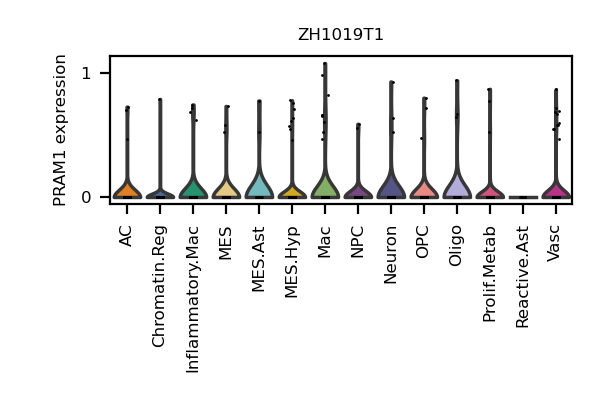 ZH1019T1
PRAM1 expression
1
0
AC
Chromatin.Reg
Inflammatory.Mac
MES
MES.Ast
MES.Hyp
Mac
NPC
Neuron
OPC
Oligo
Prolif.Metab
Reactive.Ast
Vasc